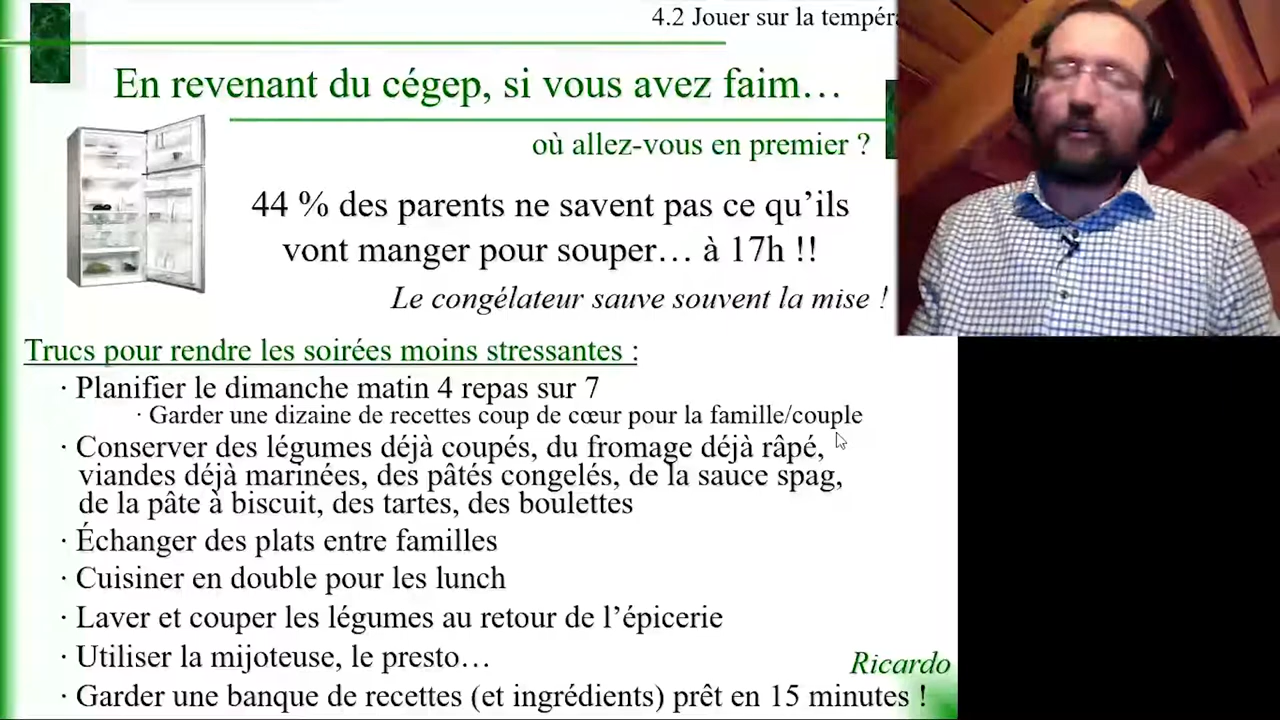 4.2 Jouer sur la tempér
En revenant du cégep, si vous avez faim…
où allez-vous en premier ?
44 % des parents ne savent pas ce qu’ils
vont manger pour souper… à 17h !!
Le congélateur sauve souvent la mise !
Trucs pour rendre les soirées moins stressantes :
· Planifier le dimanche matin 4 repas sur 7
· Garder une dizaine de recettes coup de cœur pour la famille/couple
· Conserver des légumes déjà coupés, du fromage déjà râpé,
viandes déjà marinées, des pâtés congelés, de la sauce spag,
de la pâte à biscuit, des tartes, des boulettes
· Échanger des plats entre familles
· Cuisiner en double pour les lunch
· Laver et couper les légumes au retour de l’épicerie
· Utiliser la mijoteuse, le presto…
Ricardo
· Garder une banque de recettes (et ingrédients) prêt en 15 minutes !